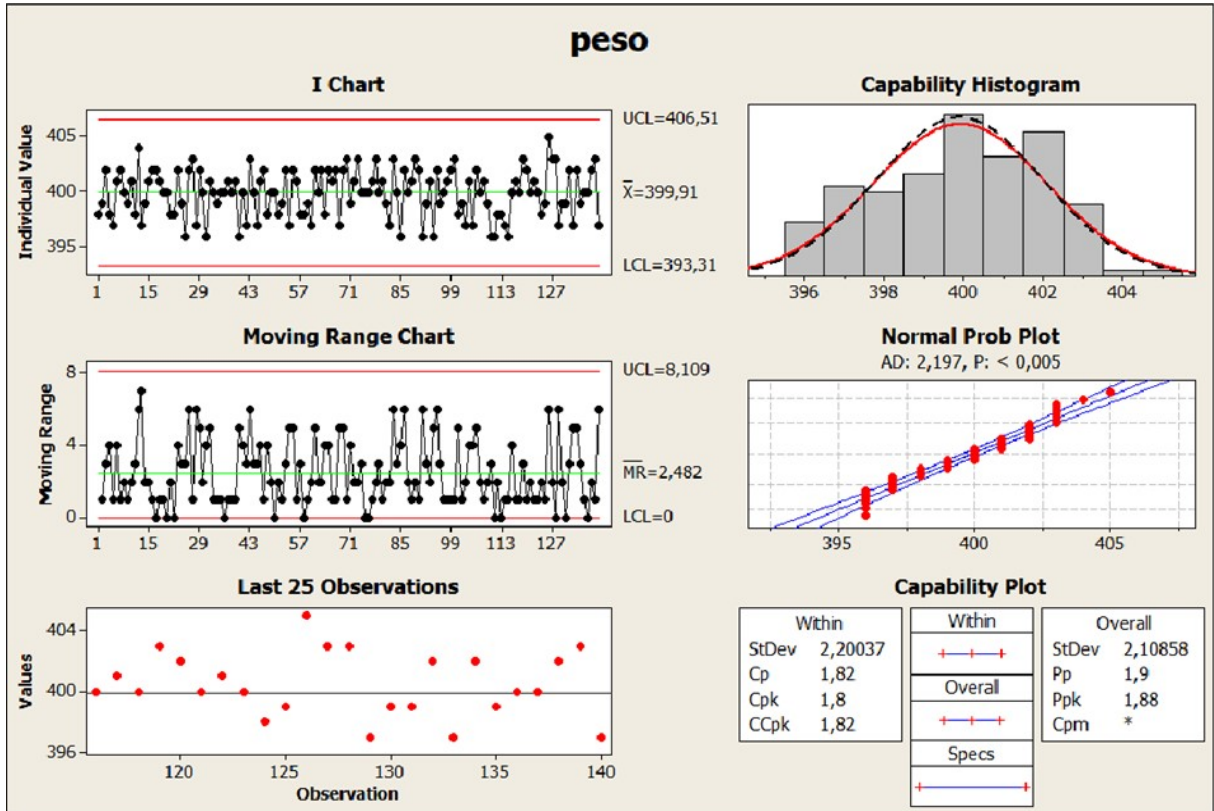 peso
I Chart
Individual Value
405
400
395
UCL=406,51
X=399,91
LCL=393,31
1 15 29 43 57 71 85 99 113 127
Capability Histogram
396 398 400 402 404
Moving Range Chart
Moving Range
8
4
0
UCL=8,109
MR=2,482
LCL=0
1 15 29 43 57 71 85 99 113 127
Normal Prob Plot
AD: 2,197, P: < 0,005
395 400 405
Last 25 Observations
Values
404
400
396
120 125 130 135 140
Observation
Capability Plot
Within
StDev 2,20037
Cp 1,82
Cpk 1,8
CCpk 1,82
Within
Overall
Specs
Overall
StDev 2,10858
Pp 1,9
Ppk 1,88
Cpm *